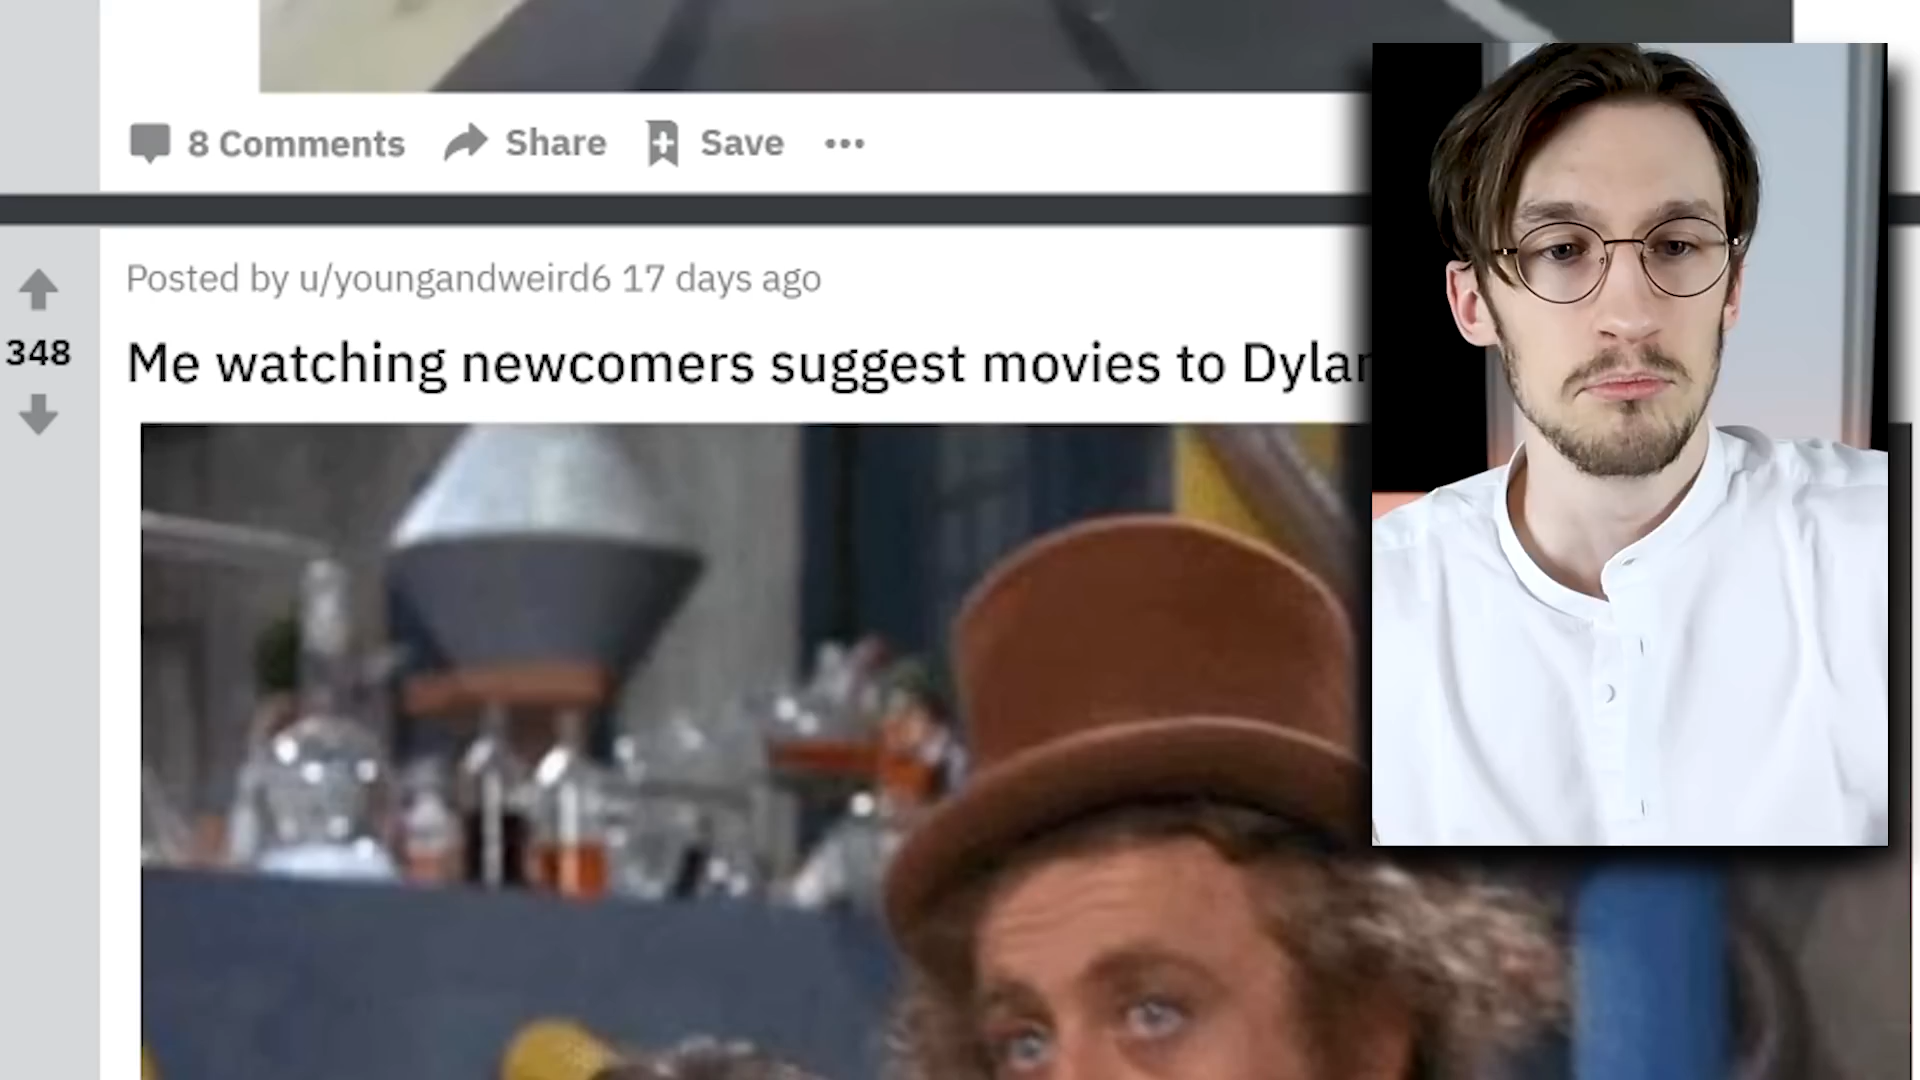 8 Comments Share Save
Posted by u/youngandweird6 17 days ago
348
Me watching newcomers suggest movies to Dylan